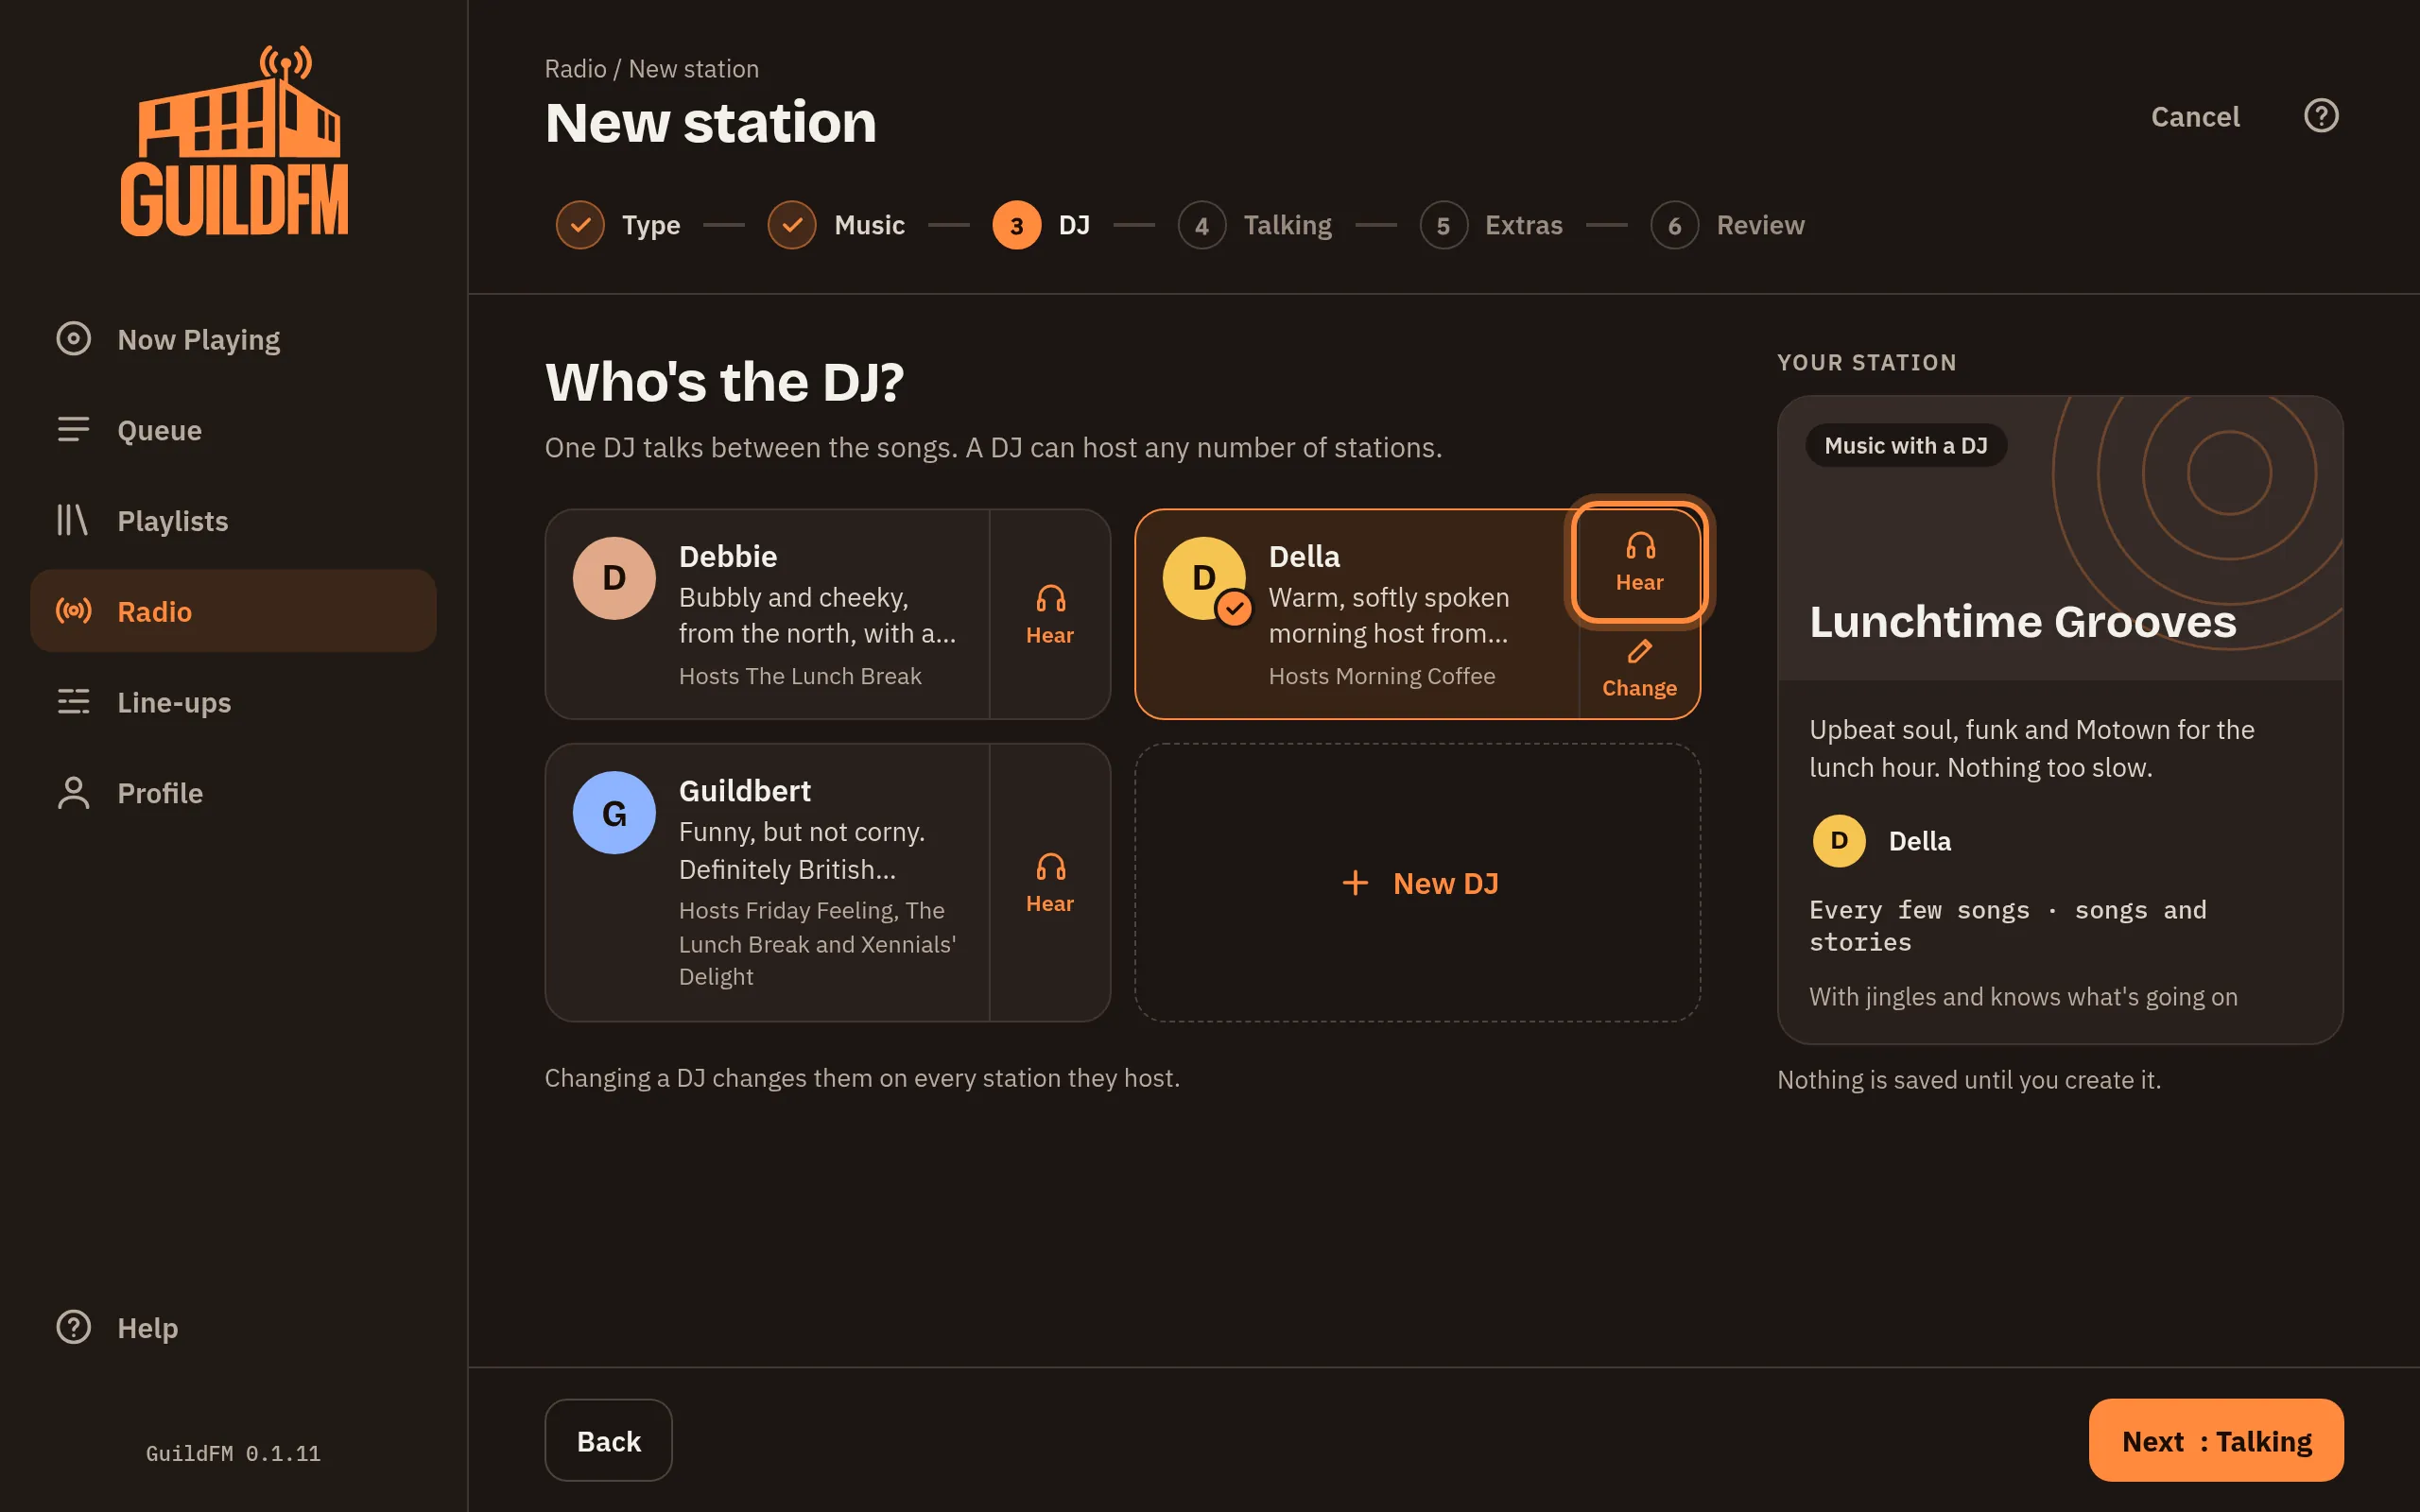 GUILDFM
Now Playing
Queue
Playlists
Radio
Line-ups
Profile
Help
GuildFM 0.1.11
Radio / New station
New station
Cancel
?
Type
Music
3 DJ
4 Talking
5 Extras
6 Review
Who's the DJ?
One DJ talks between the songs. A DJ can host any number of stations.
D
Debbie
Bubbly and cheeky,
from the north, with a...
Hosts The Lunch Break
Hear
D
Della
Warm, softly spoken
morning host from...
Hosts Morning Coffee
Hear
Change
G
Guildbert
Funny, but not corny.
Definitely British...
Hosts Friday Feeling, The
Lunch Break and Xennials'
Delight
Hear
+ New DJ
Changing a DJ changes them on every station they host.
YOUR STATION
Music with a DJ
Lunchtime Grooves
Upbeat soul, funk and Motown for the
lunch hour. Nothing too slow.
D
Della
Every few songs · songs and
stories
With jingles and knows what's going on
Nothing is saved until you create it.
Back
Next : Talking